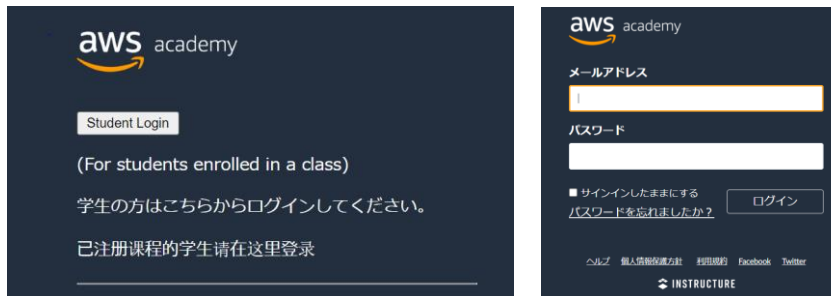 aws academy
Student Login
(For students enrolled in a class)
学生の方はこちらからログインしてください。
已注册课程的学生请在这里登录
aws academy
メールアドレス
パスワード
サインインしたままにする
ログイン
パスワードを忘れましたか？
ヘルプ 個人情報保護方針 利用規約 Facebook Twitter
INSTRUCTURE